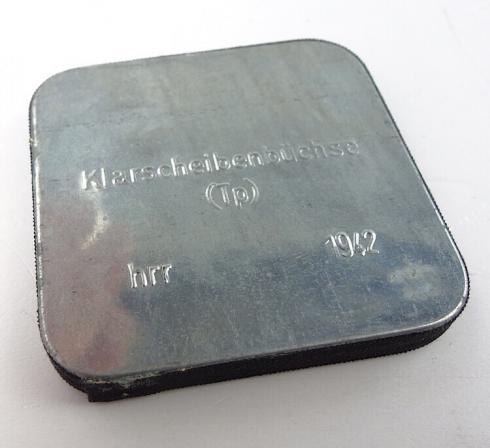 Klarscheibenbüchse
(Tp)
hrr 1942